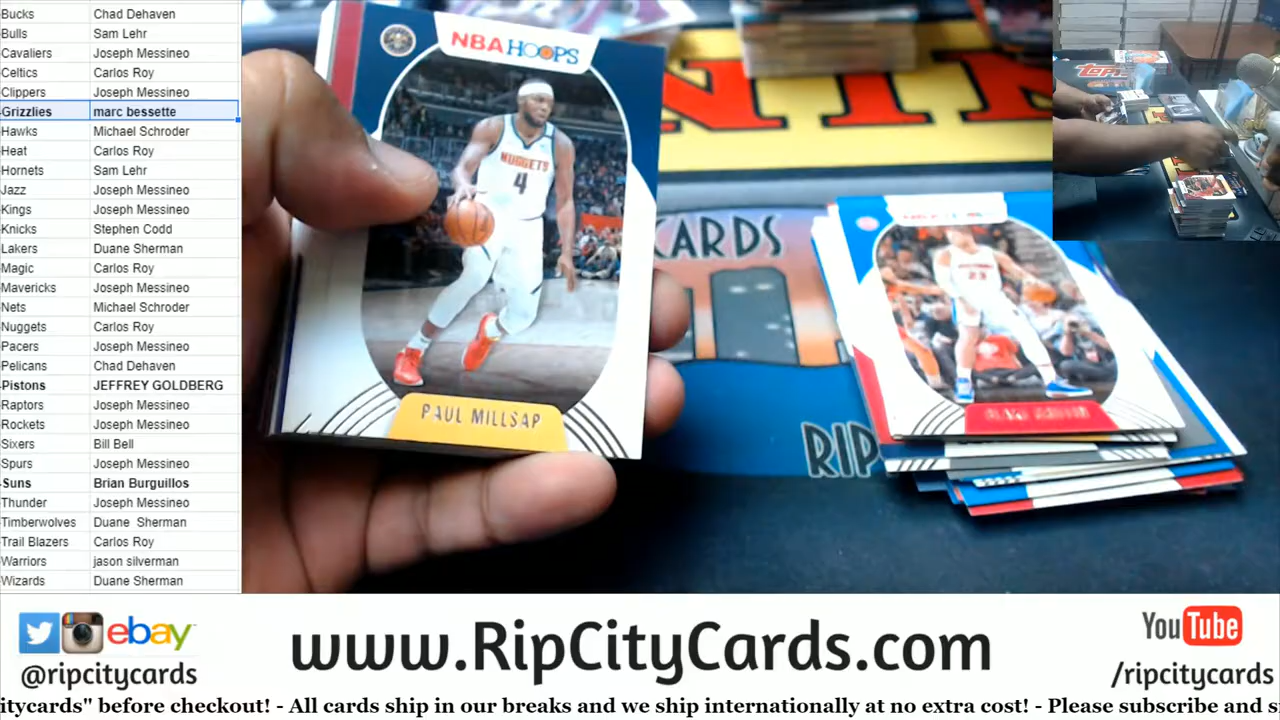 Bucks Chad Dehaven
Bulls Sam Lehr
Cavaliers Joseph Messineo
Celtics Carlos Roy
Clippers Joseph Messineo
Grizzlies marc bessette
Hawks Michael Schroder
Heat Carlos Roy
Hornets Sam Lehr
Jazz Joseph Messineo
Kings Joseph Messineo
Knicks Stephen Codd
Lakers Duane Sherman
Magic Carlos Roy
Mavericks Joseph Messineo
Nets Michael Schroder
Nuggets Carlos Roy
Pacers Joseph Messineo
Pelicans Chad Dehaven
Pistons JEFFREY GOLDBERG
Raptors Joseph Messineo
Rockets Joseph Messineo
Sixers Bill Bell
Spurs Joseph Messineo
Suns Brian Burguillos
Thunder Joseph Messineo
Timberwolves Duane Sherman
Trail Blazers Carlos Roy
Warriors jason silverman
Wizards Duane Sherman
NBA HOOPS
NUGGETS
4
PAUL MILLSAP
CARDS
23
RIP
TOPPS
ebay
@ripcitycards
www.RipCityCards.com
YouTube
/ripcitycards
citycards" before checkout! - All cards ship in our breaks and we ship internationally at no extra cost! - Please subscribe and